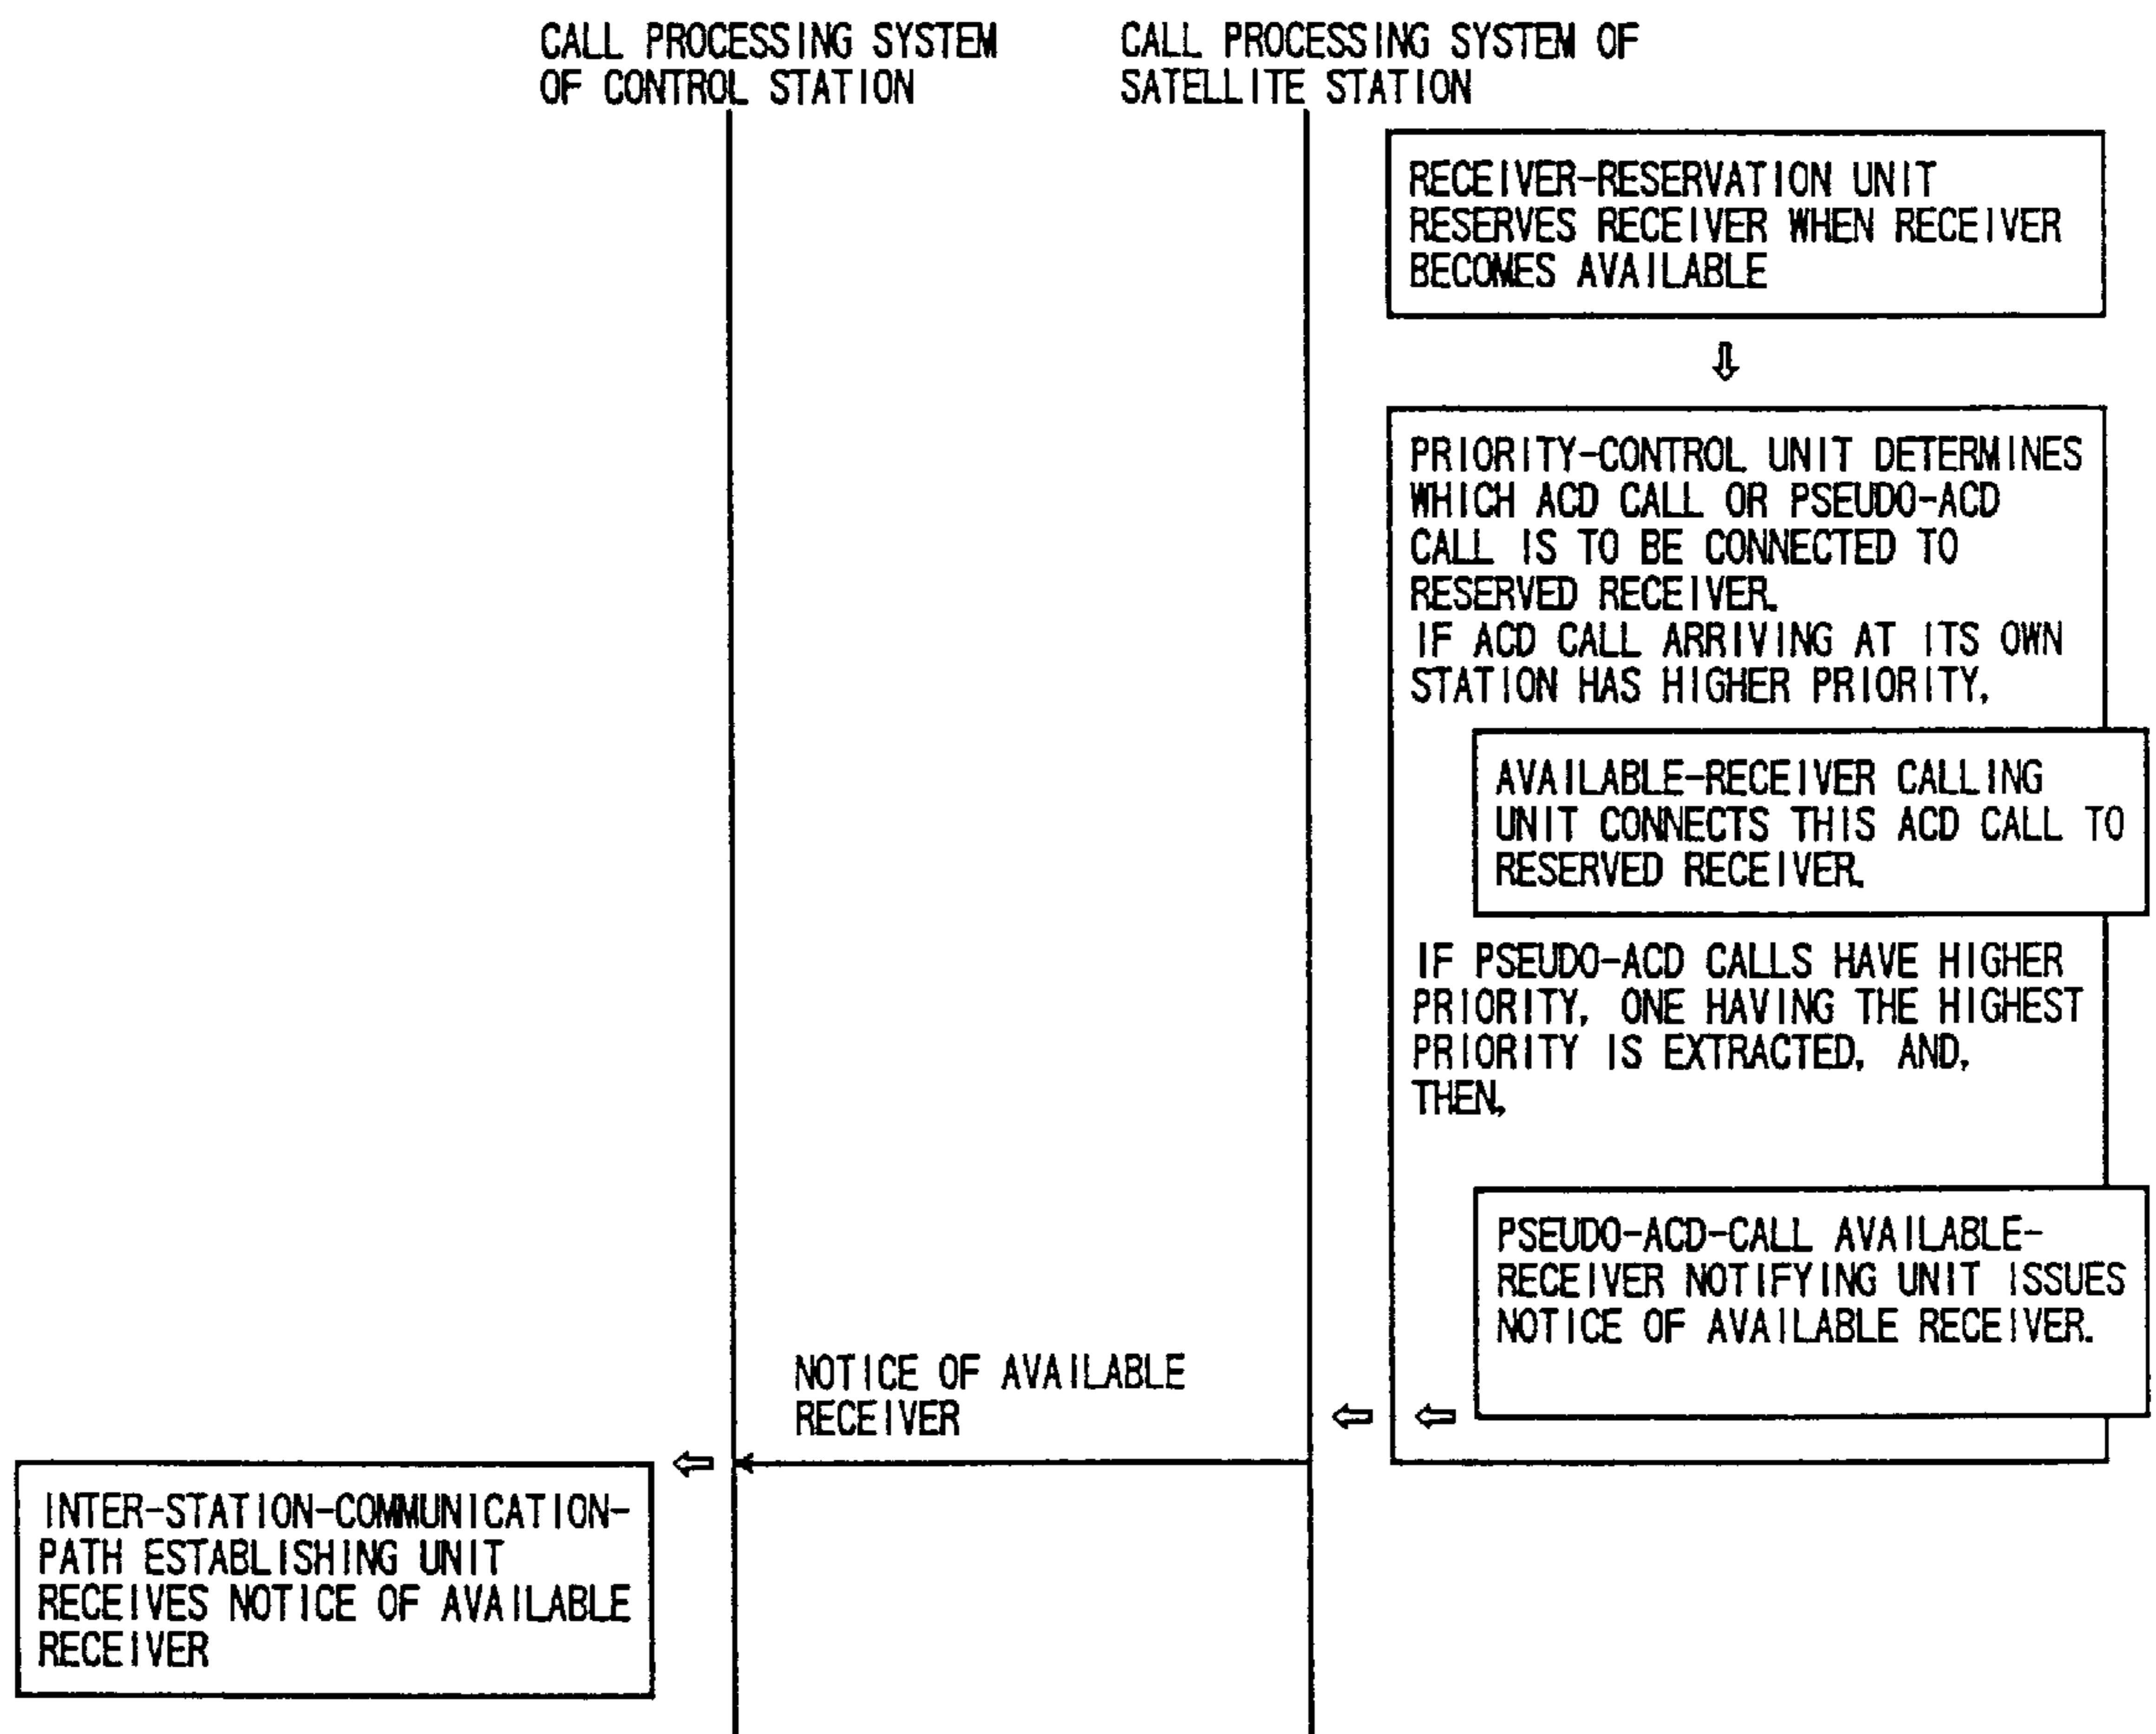 CALL PROCESSING SYSTEM
OF CONTROL STATION
CALL PROCESSING SYSTEM OF
SATELLITE STATION
RECEIVER-RESERVATION UNIT
RESERVES RECEIVER WHEN RECEIVER
BECOMES AVAILABLE
PRIORITY-CONTROL UNIT DETERMINES
WHICH ACD CALL OR PSEUDO-ACD
CALL IS TO BE CONNECTED TO
RESERVED RECEIVER.
IF ACD CALL ARRIVING AT ITS OWN
STATION HAS HIGHER PRIORITY,
AVAILABLE-RECEIVER CALLING
UNIT CONNECTS THIS ACD CALL TO
RESERVED RECEIVER.
IF PSEUDO-ACD CALLS HAVE HIGHER
PRIORITY, ONE HAVING THE HIGHEST
PRIORITY IS EXTRACTED, AND,
THEN,
PSEUDO-ACD-CALL AVAILABLE-
RECEIVER NOTIFYING UNIT ISSUES
NOTICE OF AVAILABLE RECEIVER.
NOTICE OF AVAILABLE
RECEIVER
INTER-STATION-COMMUNICATION-
PATH ESTABLISHING UNIT
RECEIVES NOTICE OF AVAILABLE
RECEIVER